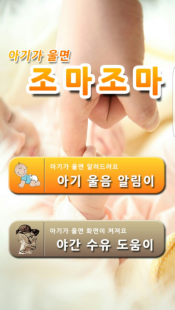 아기가 울면
조마조마
아기가 울면 알려드려요
아기 울음 알림이
아기가 울면 화면이 켜져요
야간 수유 도움이